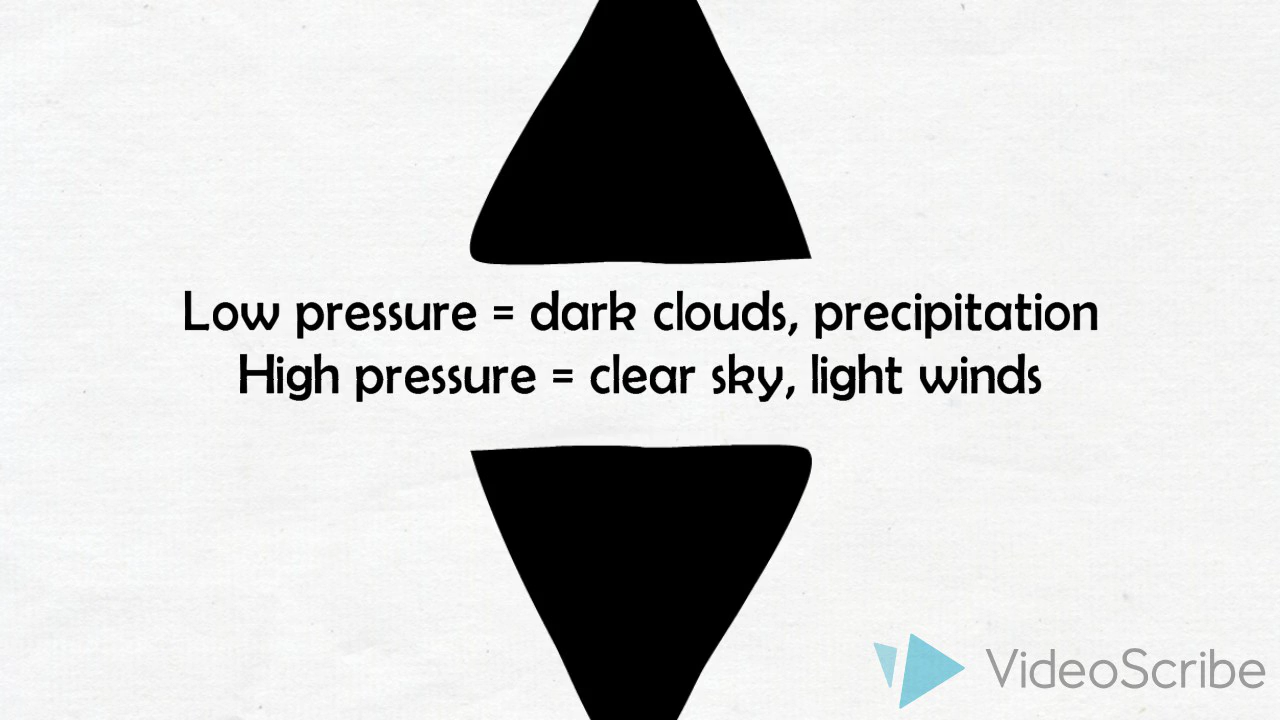 Low pressure = dark clouds, precipitation
High pressure = clear sky, light winds
VideoScribe